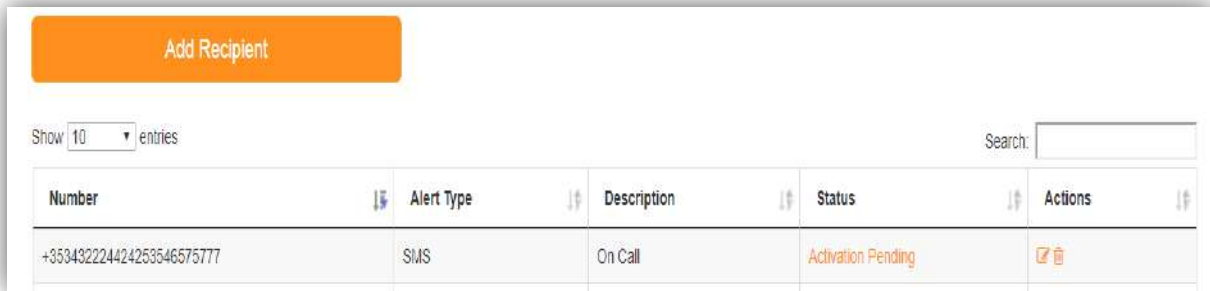 Add Recipient
Show 10 entries
Search:
Number Alert Type Description Status Actions
+353432224424253546575777 SMS On Call Activation Pending